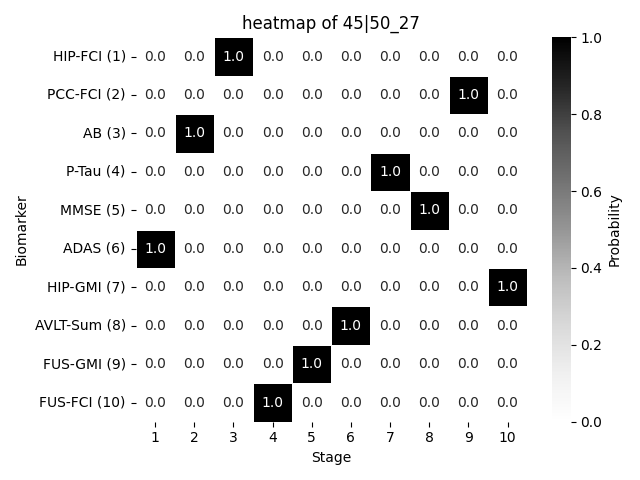 heatmap of 45|50_27
HIP-FCI (1) 0.0 0.0 1.0 0.0 0.0 0.0 0.0 0.0 0.0 0.0
PCC-FCI (2) 0.0 0.0 0.0 0.0 0.0 0.0 0.0 0.0 1.0 0.0
AB (3) 0.0 1.0 0.0 0.0 0.0 0.0 0.0 0.0 0.0 0.0
P-Tau (4) 0.0 0.0 0.0 0.0 0.0 0.0 1.0 0.0 0.0 0.0
MMSE (5) 0.0 0.0 0.0 0.0 0.0 0.0 0.0 1.0 0.0 0.0
ADAS (6) 1.0 0.0 0.0 0.0 0.0 0.0 0.0 0.0 0.0 0.0
HIP-GMI (7) 0.0 0.0 0.0 0.0 0.0 0.0 0.0 0.0 0.0 1.0
AVLT-Sum (8) 0.0 0.0 0.0 0.0 0.0 1.0 0.0 0.0 0.0 0.0
FUS-GMI (9) 0.0 0.0 0.0 0.0 1.0 0.0 0.0 0.0 0.0 0.0
FUS-FCI (10) 0.0 0.0 0.0 1.0 0.0 0.0 0.0 0.0 0.0 0.0
1 2 3 4 5 6 7 8 9 10
Stage
Biomarker
1.0
0.8
0.6
0.4
0.2
0.0
Probability